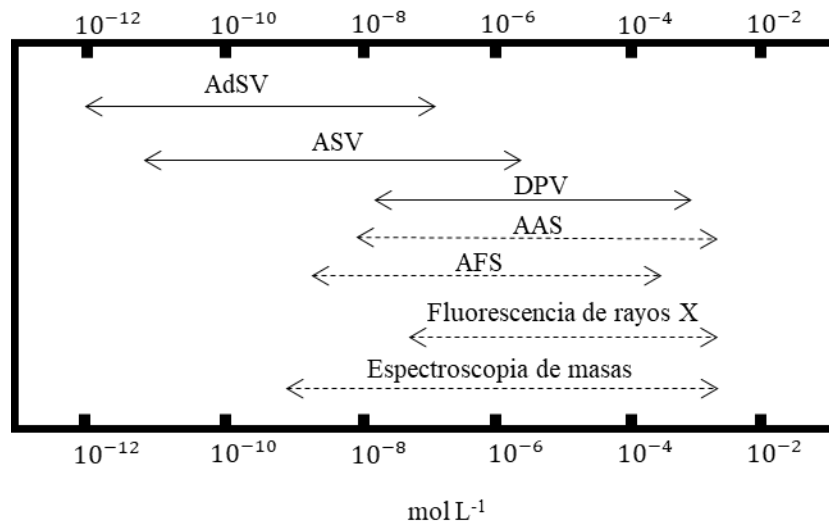 10⁻¹² 10⁻¹⁰ 10⁻⁸ 10⁻⁶ 10⁻⁴ 10⁻²
AdSV
ASV
DPV
AAS
AFS
Fluorescencia de rayos X
Espectroscopia de masas
10⁻¹² 10⁻¹⁰ 10⁻⁸ 10⁻⁶ 10⁻⁴ 10⁻²
mol L⁻¹